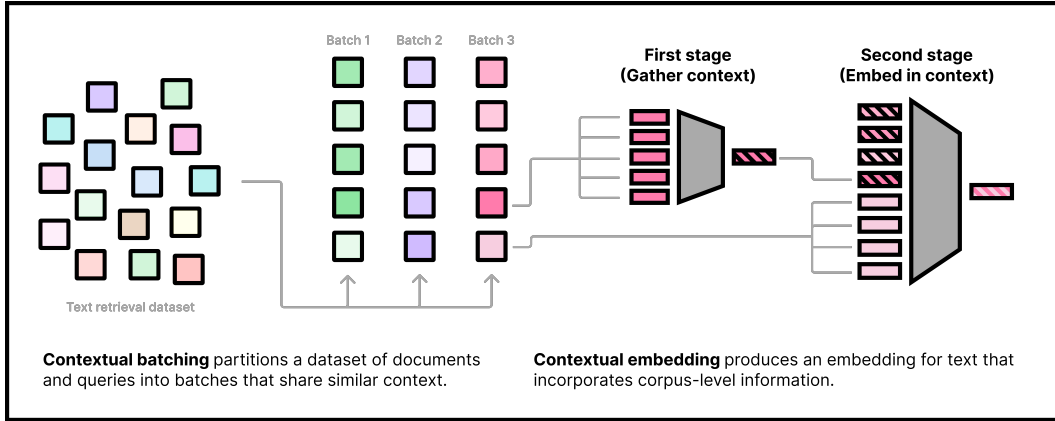 Batch 1 Batch 2 Batch 3
First stage
(Gather context)
Second stage
(Embed in context)
Text retrieval dataset
Contextual batching partitions a dataset of documents
and queries into batches that share similar context.
Contextual embedding produces an embedding for text that
incorporates corpus-level information.